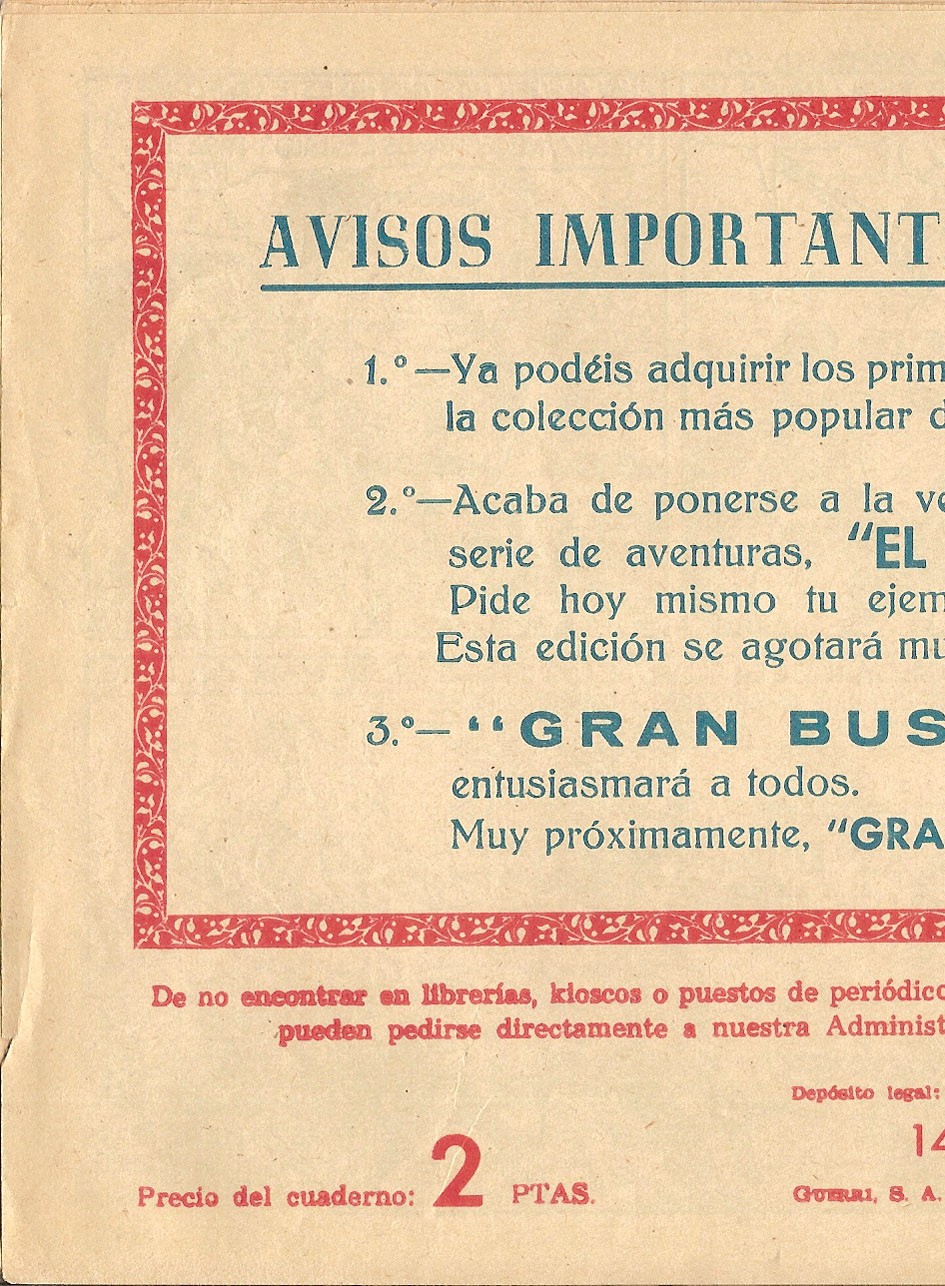 AVISOS IMPORTANT
1.º—Ya podéis adquirir los prim
la colección más popular d
2.º—Acaba de ponerse a la ve
serie de aventuras, "EL
Pide hoy mismo tu ejem
Esta edición se agotará mu
3.º— "GRAN BUS
entusiasmará a todos.
Muy próximamente, "GRA
De no encontrar en librerías, kioscos o puestos de periódico
pueden pedirse directamente a nuestra Administ
Depósito legal:
14
Precio del cuaderno: 2 PTAS.
GUERRI, S. A.